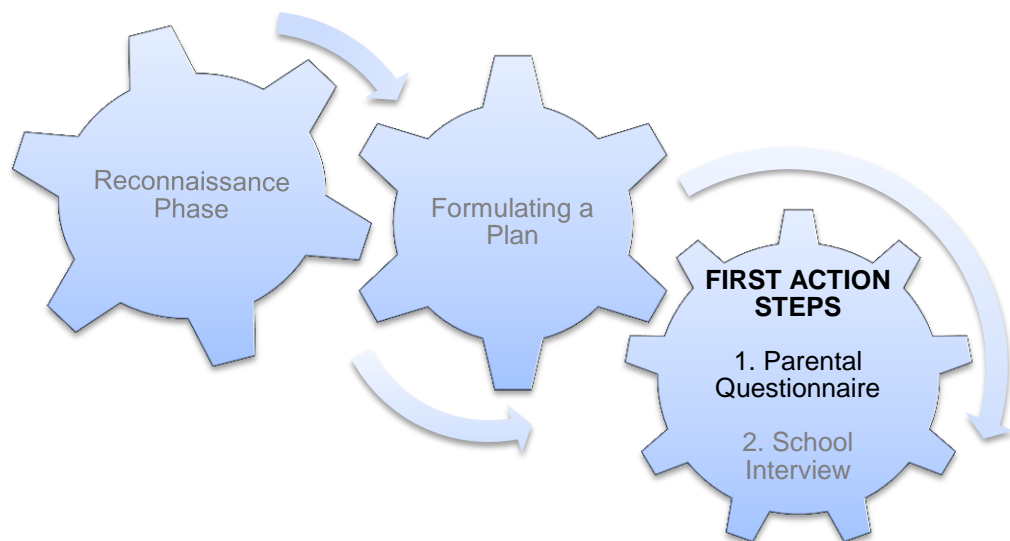 Reconnaissance
Phase
Formulating a
Plan
FIRST ACTION
STEPS
1. Parental
Questionnaire
2. School
Interview